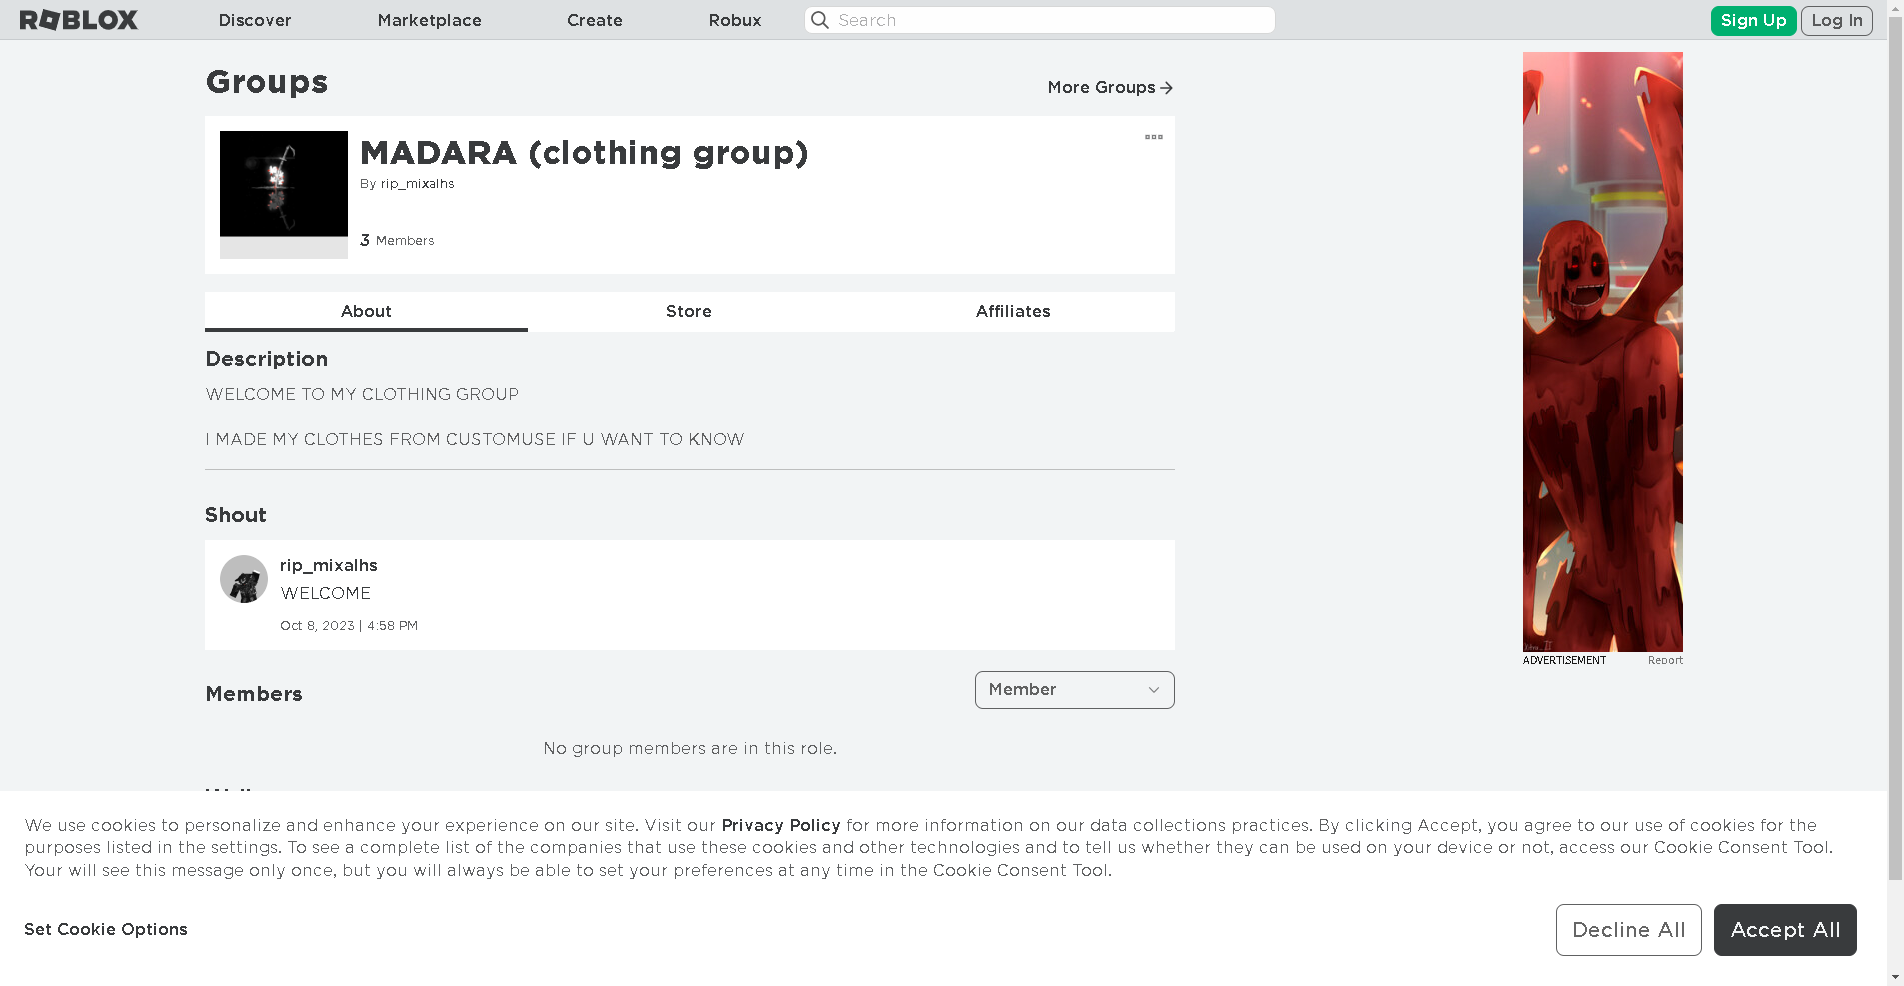 ROBLOX Discover Marketplace Create Robux Search Sign Up Log In
Groups
More Groups
MADARA (clothing group)
By rip_mixalhs
3 Members
About Store Affiliates
Description
WELCOME TO MY CLOTHING GROUP
I MADE MY CLOTHES FROM CUSTOMUSE IF U WANT TO KNOW
Shout
rip_mixalhs
WELCOME
Oct 8, 2023 | 4:58 PM
ADVERTISEMENT Report
Members
Member
No group members are in this role.
We use cookies to personalize and enhance your experience on our site. Visit our Privacy Policy for more information on our data collections practices. By clicking Accept, you agree to our use of cookies for the
purposes listed in the settings. To see a complete list of the companies that use these cookies and other technologies and to tell us whether they can be used on your device or not, access our Cookie Consent Tool.
Your will see this message only once, but you will always be able to set your preferences at any time in the Cookie Consent Tool.
Set Cookie Options
Decline All
Accept All